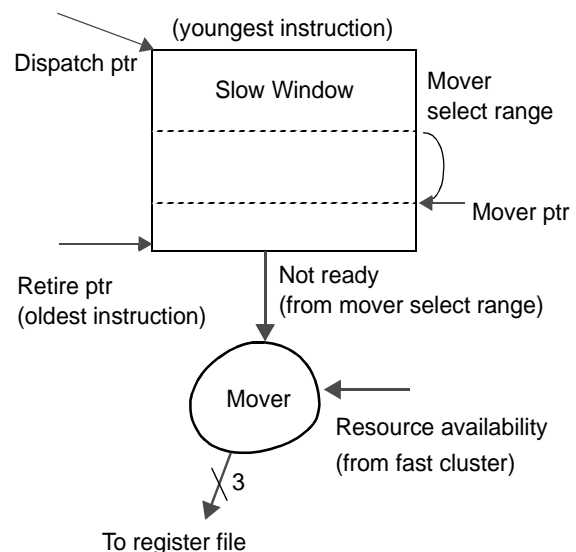 (youngest instruction)
Dispatch ptr
Slow Window
Mover
select range
Mover ptr
Retire ptr
(oldest instruction)
Not ready
(from mover select range)
Mover
Resource availability
(from fast cluster)
3
To register file